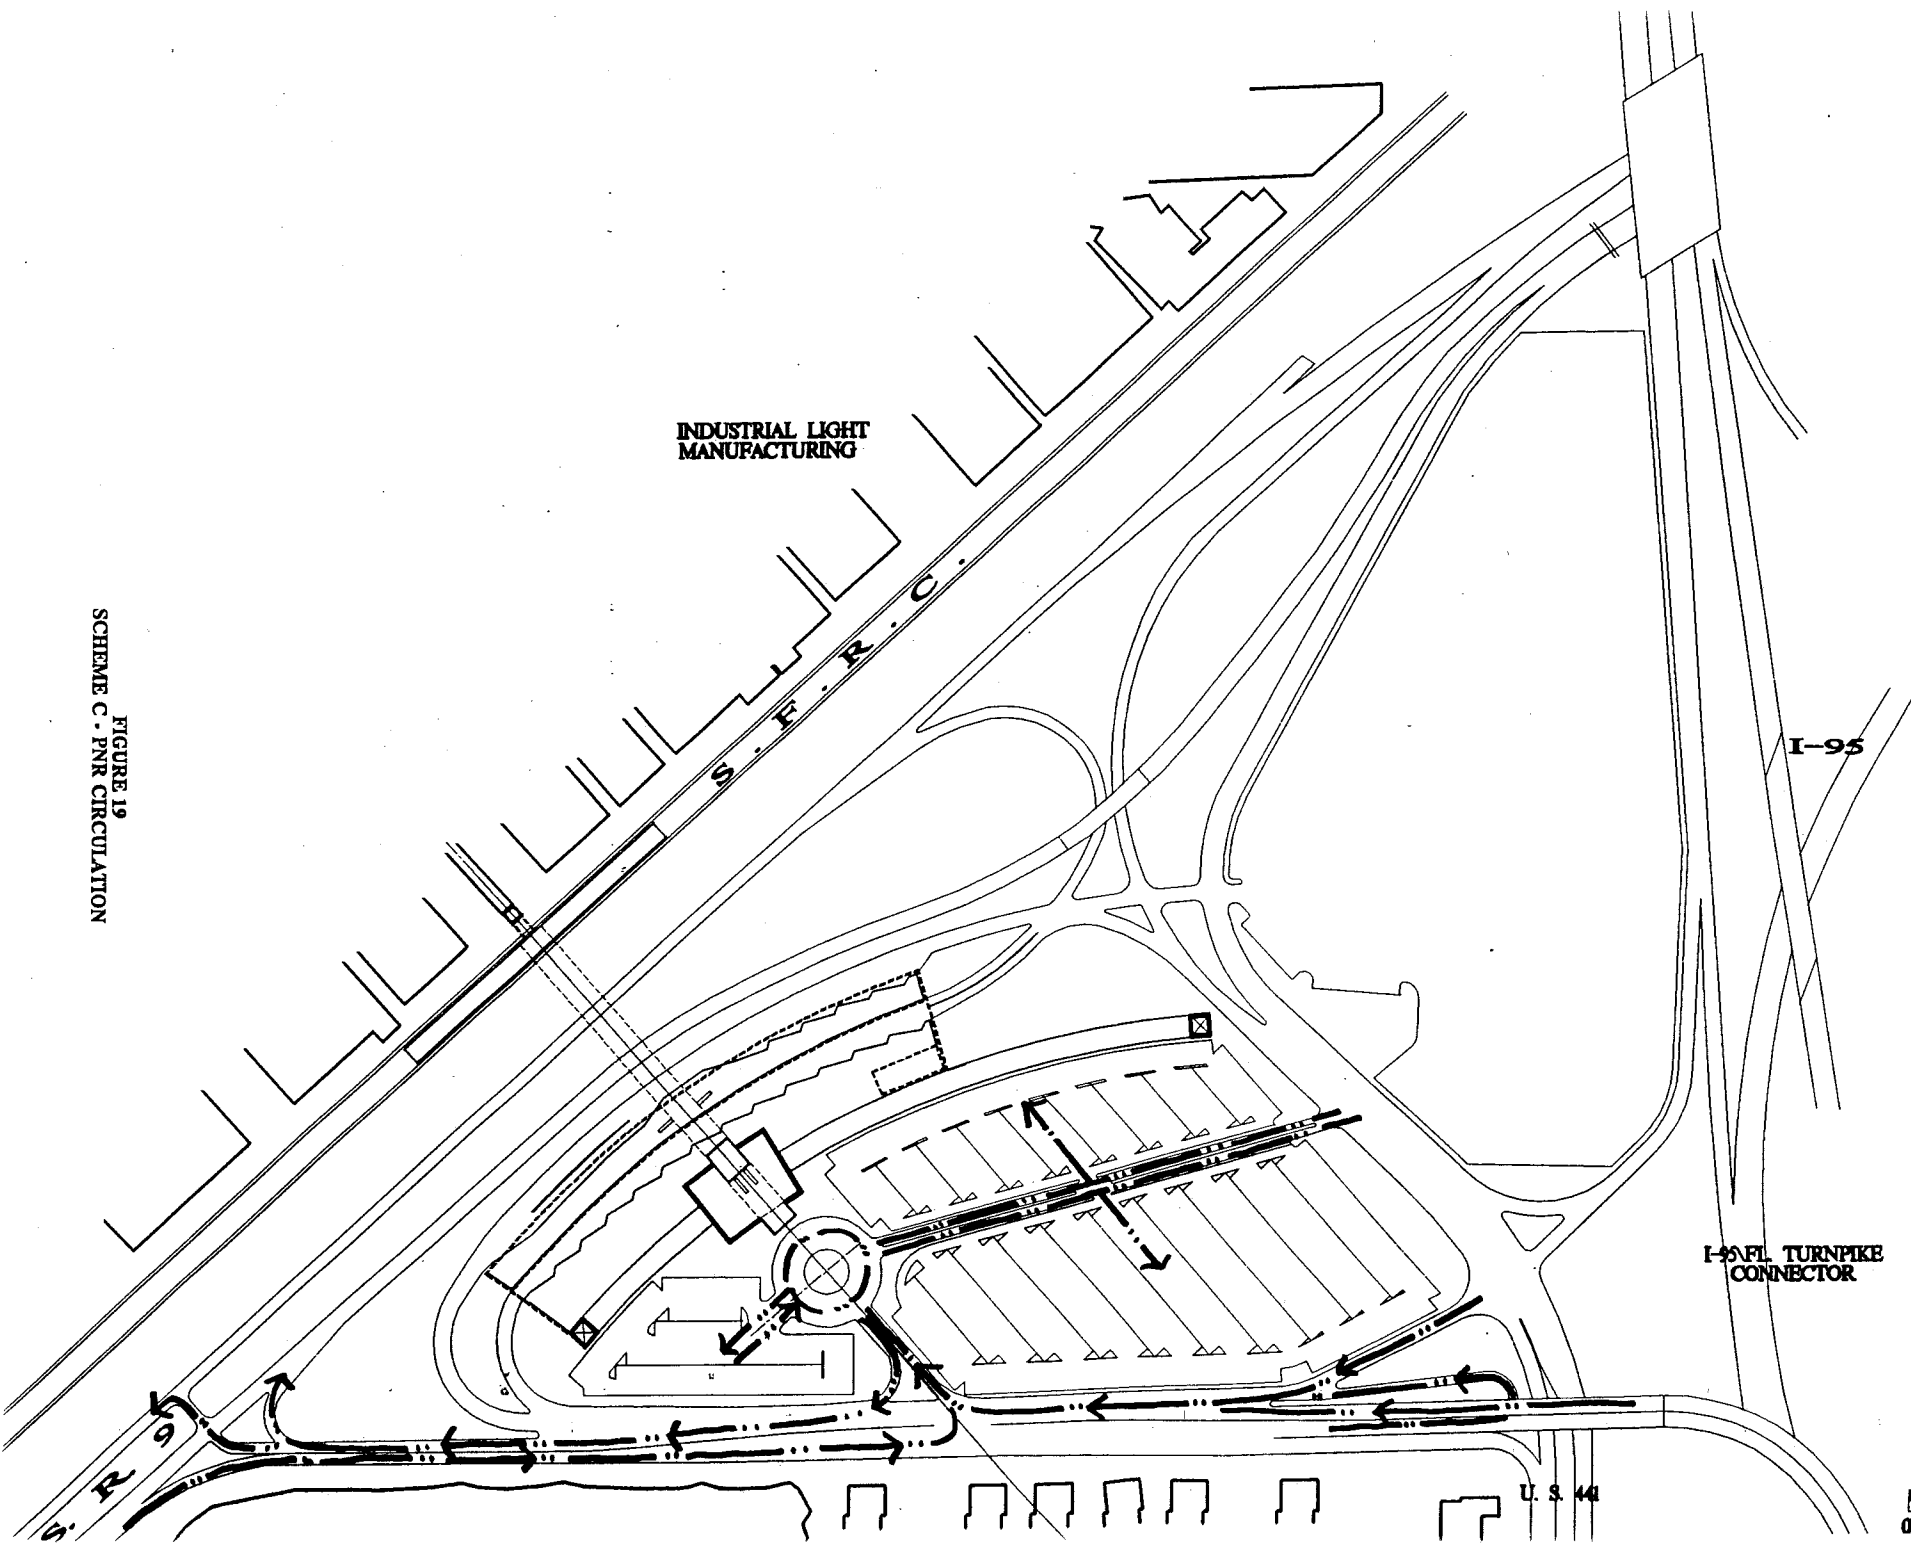 INDUSTRIAL LIGHT
MANUFACTURING
S. F. R. C.
FIGURE 19
SCHEME C - PNR CIRCULATION
I-95
I-95\FL. TURNPIKE
CONNECTOR
U. S. 441
S. R. 9